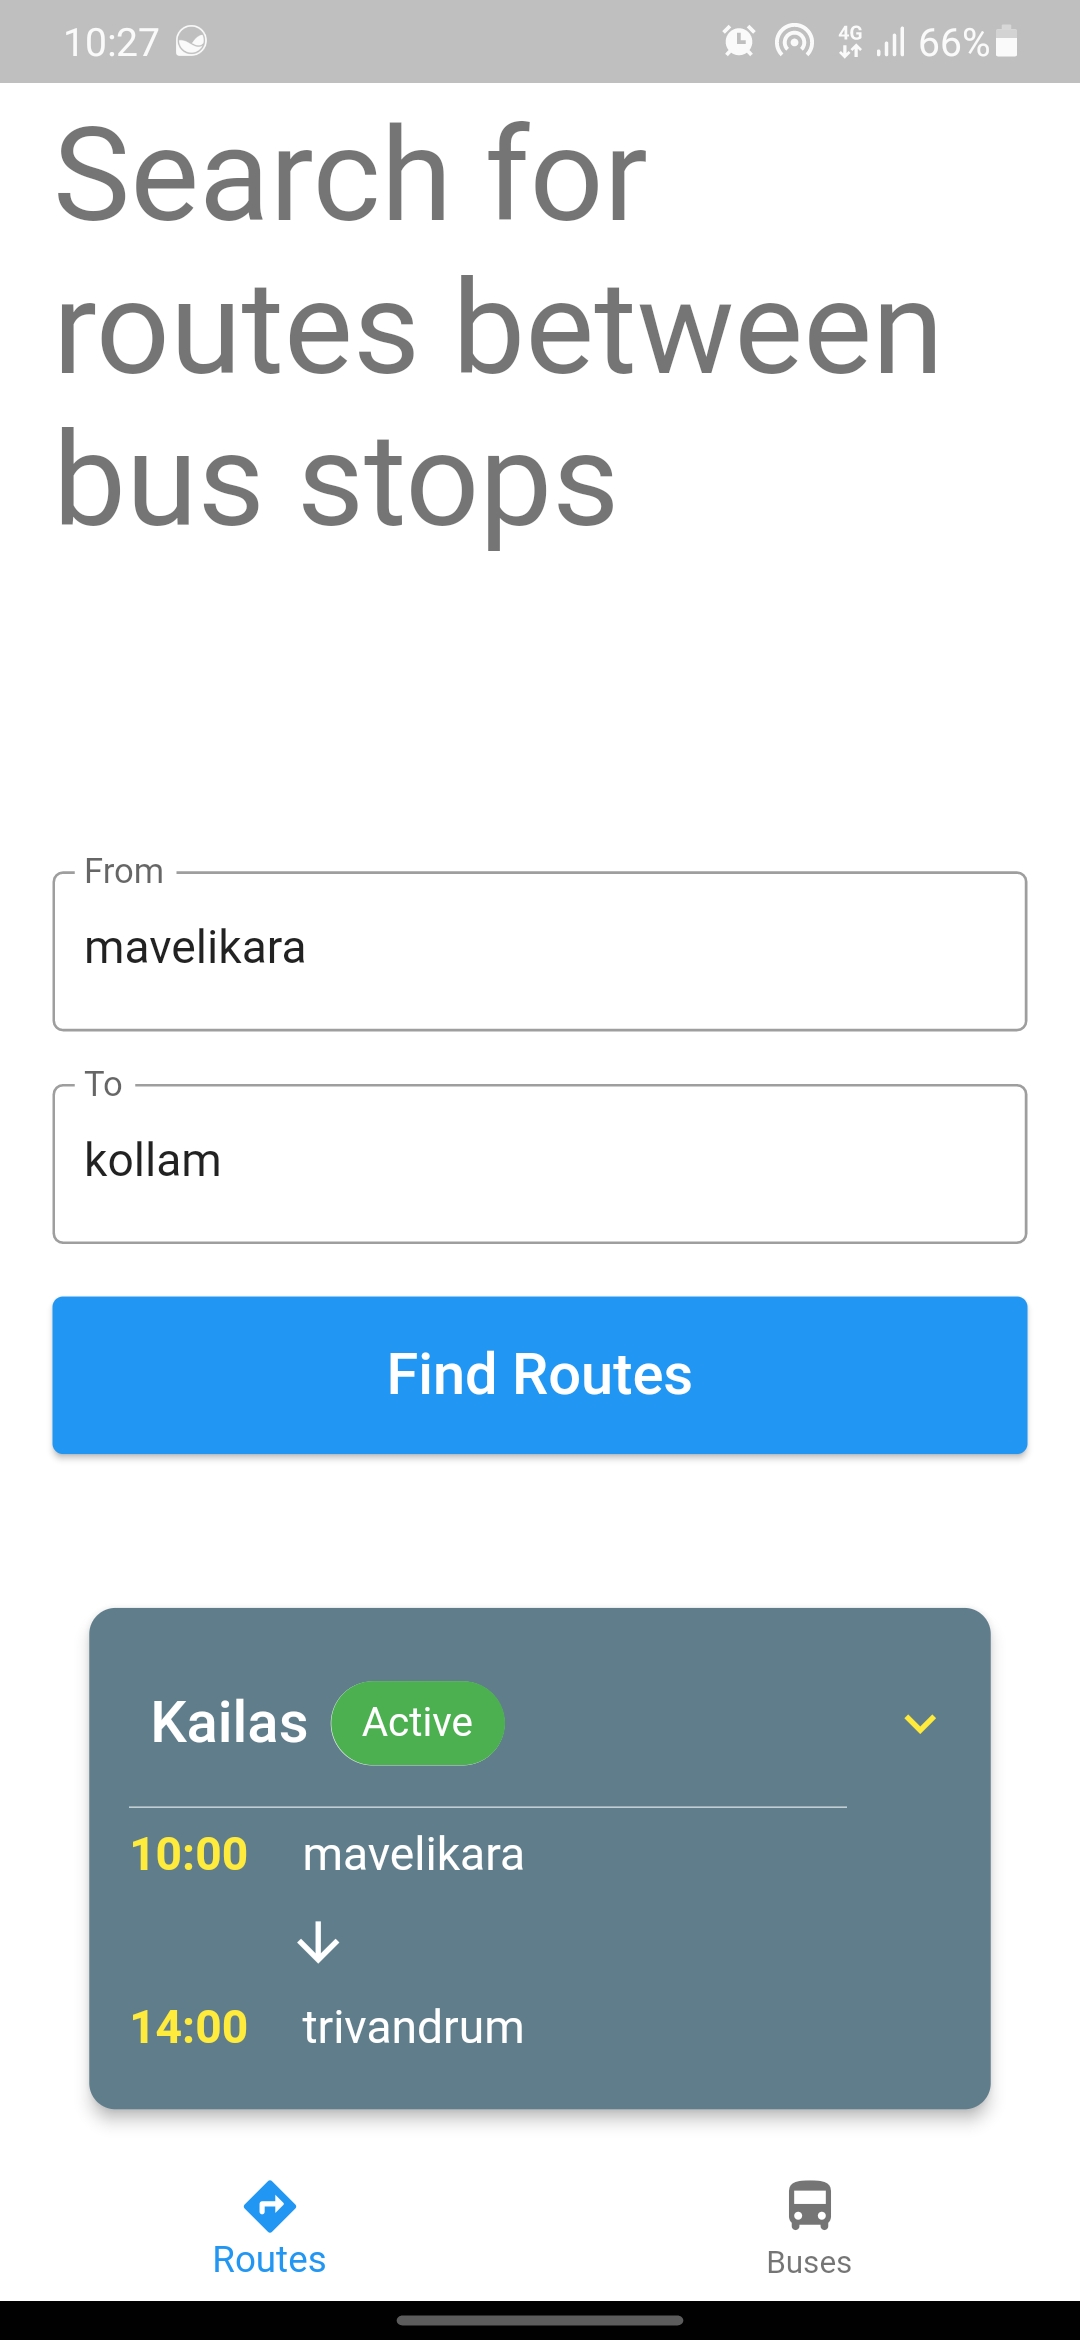 10:27 4G 66%
Search for
routes between
bus stops
From
mavelikara
To
kollam
Find Routes
Kailas Active
10:00 mavelikara
14:00 trivandrum
Routes Buses